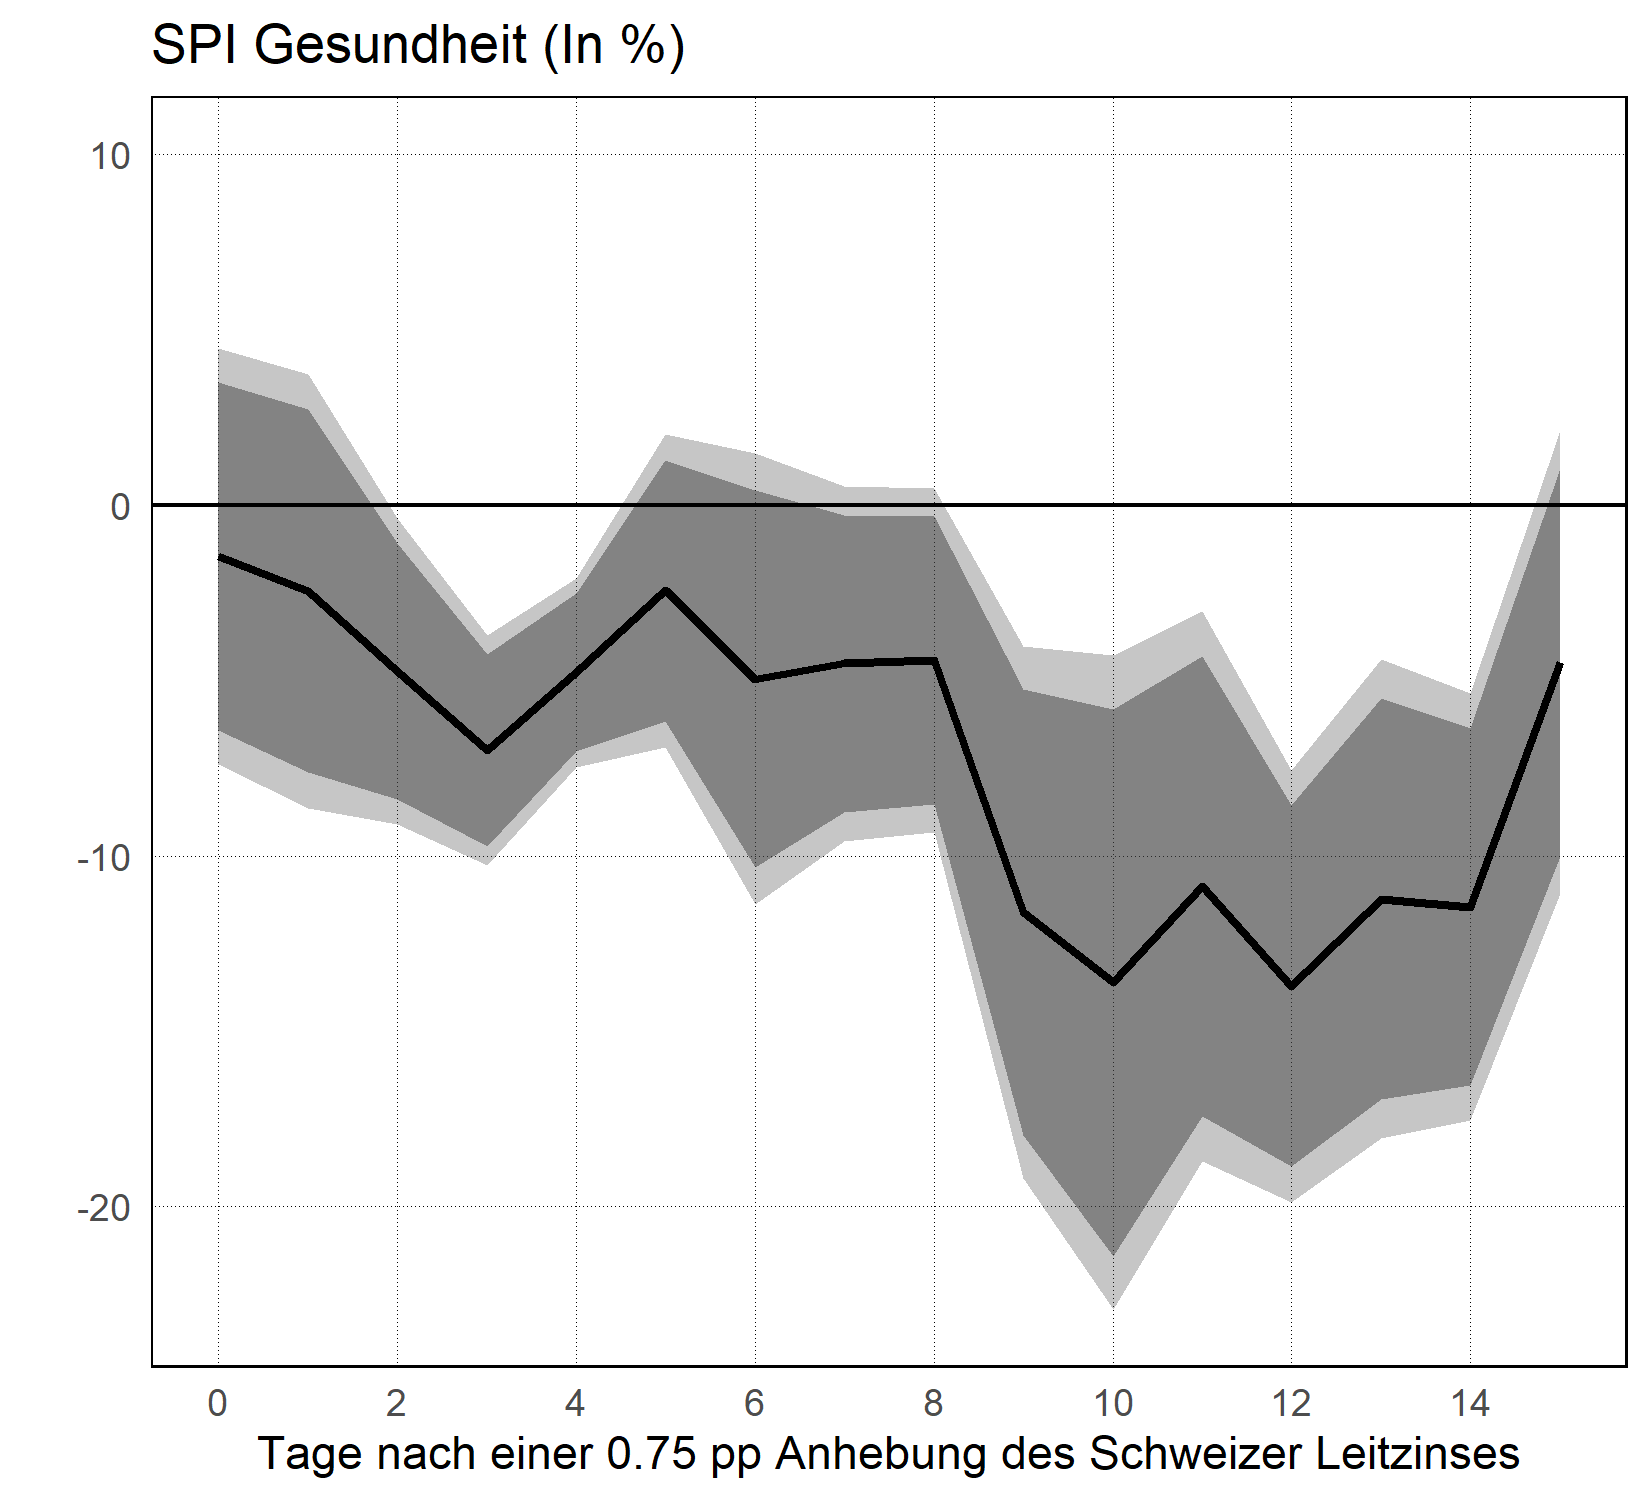 SPI Gesundheit (In %)
10
0
-10
-20
0 2 4 6 8 10 12 14
Tage nach einer 0.75 pp Anhebung des Schweizer Leitzinses